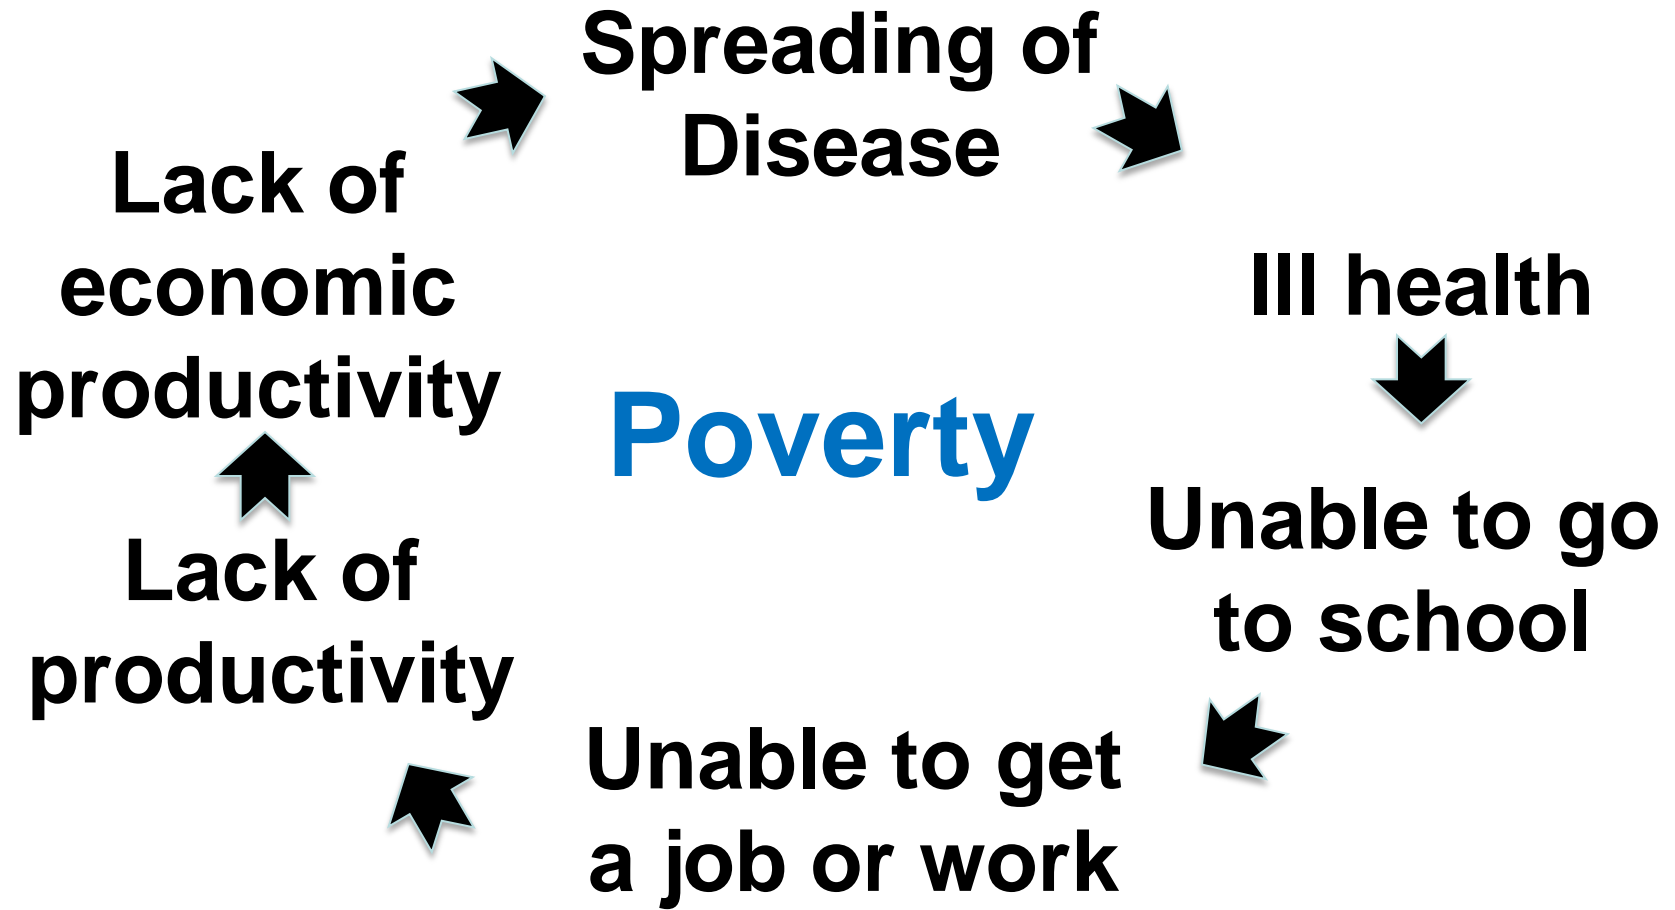 Spreading of
Disease
Ill health
Unable to go
to school
Unable to get
a job or work
Lack of
productivity
Lack of
economic
productivity
Poverty